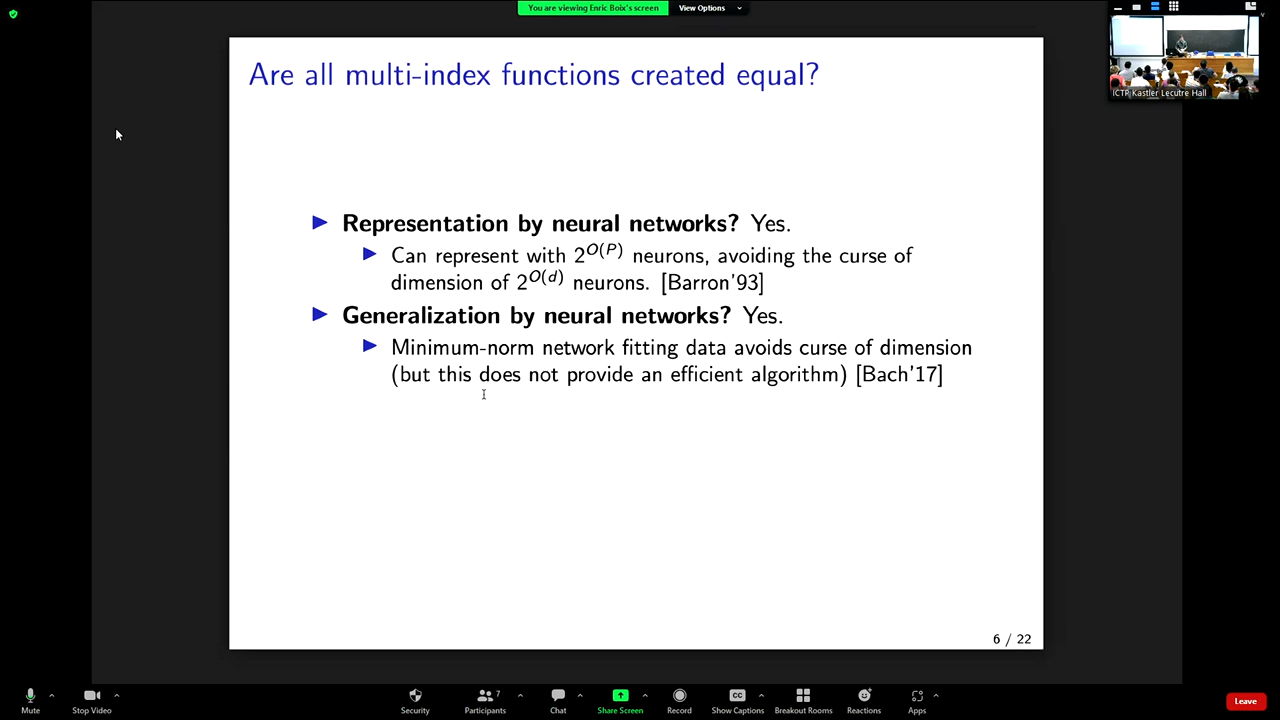 You are viewing Enric Boix's screen
View Options
ICTP Kastler Lecutre Hall
Are all multi-index functions created equal?
Representation by neural networks? Yes.
Can represent with 2^{O(P)} neurons, avoiding the curse of
dimension of 2^{O(d)} neurons. [Barron'93]
Generalization by neural networks? Yes.
Minimum-norm network fitting data avoids curse of dimension
(but this does not provide an efficient algorithm) [Bach'17]
6 / 22
Mute
Stop Video
Security
Participants
7
Chat
Share Screen
Record
CC
Show Captions
Breakout Rooms
Reactions
Apps
Leave